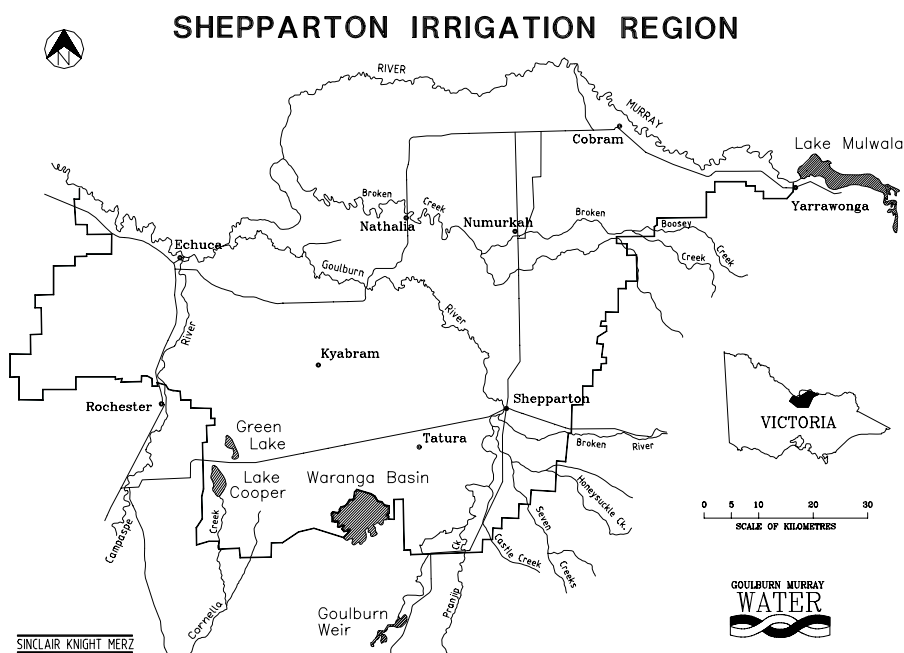 SHEPPARTON IRRIGATION REGION
N
RIVER
MURRAY
Cobram
Lake Mulwala
Yarrawonga
Broken
Creek
Nathalia
Numurkah
Broken
Boosey
Creek
Creek
Echuca
Goulburn
River
River
Kyabram
Rochester
Shepparton
VICTORIA
Green
Lake
Tatura
Broken
River
Lake
Cooper
Waranga Basin
Honeysuckle Ck.
0 5 10 20 30
SCALE OF KILOMETRES
Campaspe
Creek
Seven
Creeks
Castle Creek
Ck
Pranjip
Cornella
Goulburn
Weir
GOULBURN MURRAY
WATER
SINCLAIR KNIGHT MERZ